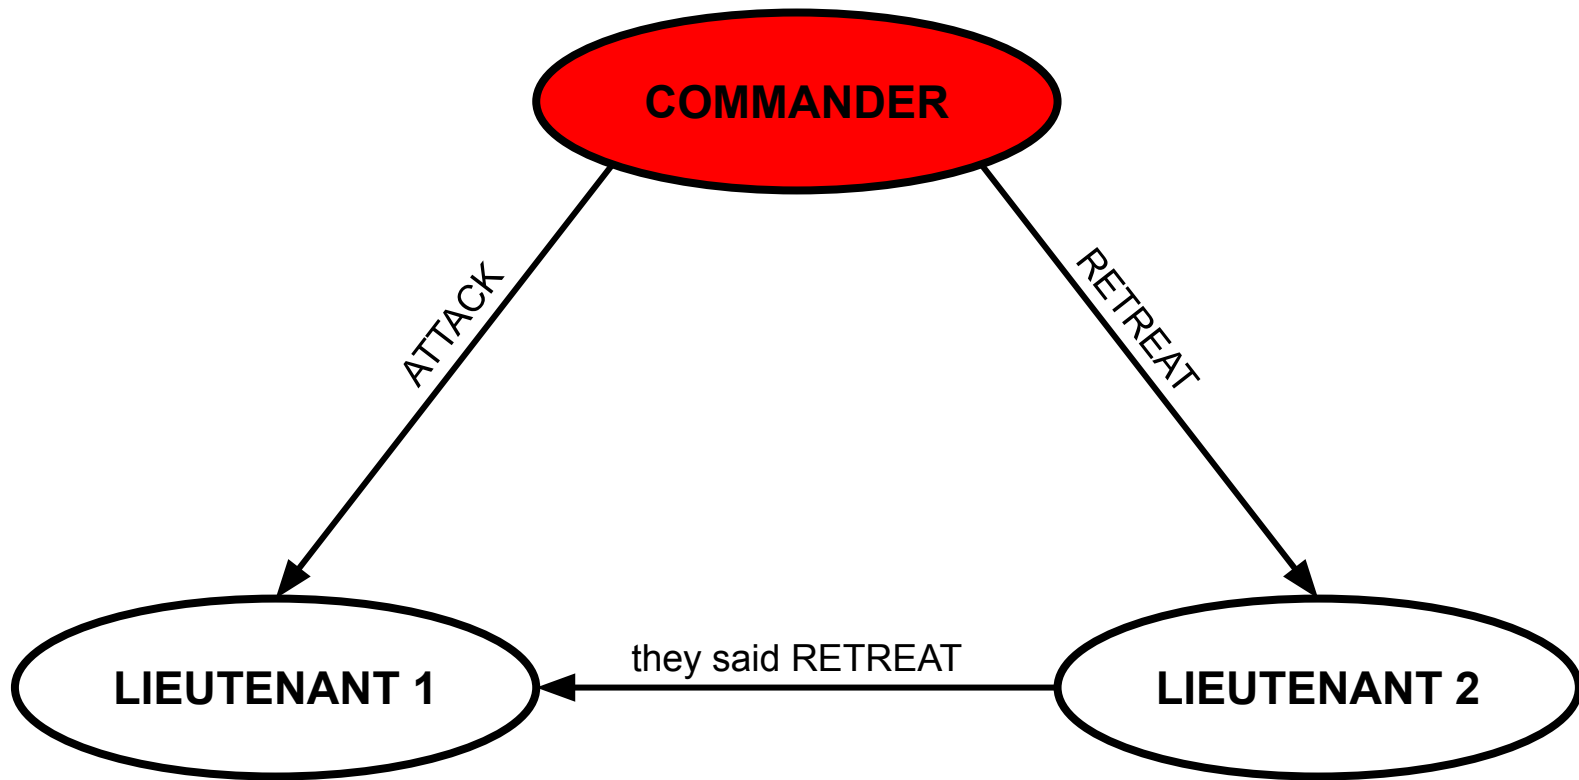 COMMANDER
ATTACK
RETREAT
they said RETREAT
LIEUTENANT 1
LIEUTENANT 2